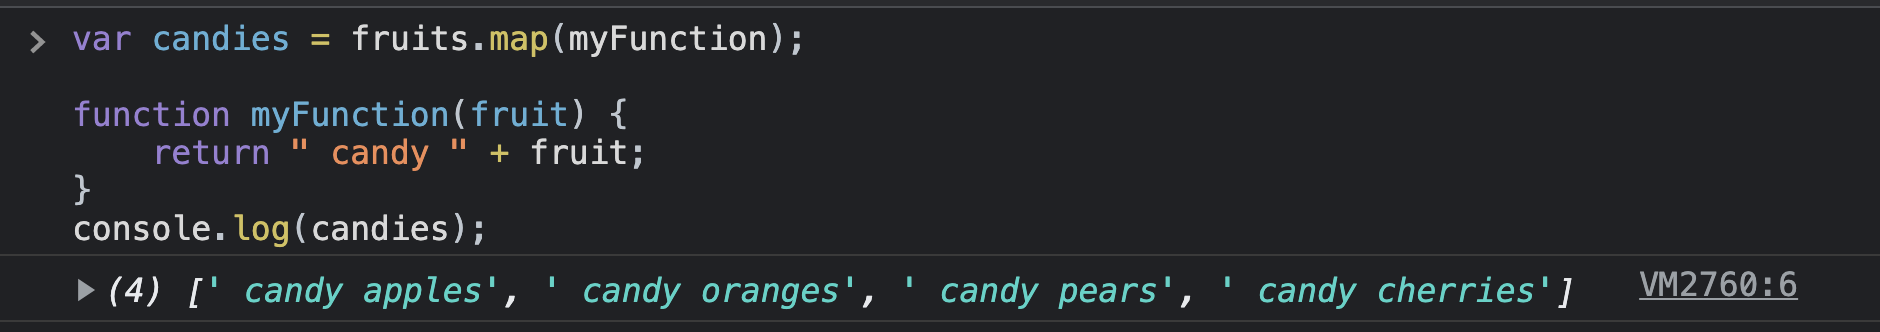 > var candies = fruits.map(myFunction);
function myFunction(fruit) {
    return " candy " + fruit;
}
console.log(candies);
▶ (4) [' candy apples', ' candy oranges', ' candy pears', ' candy cherries'] VM2760:6